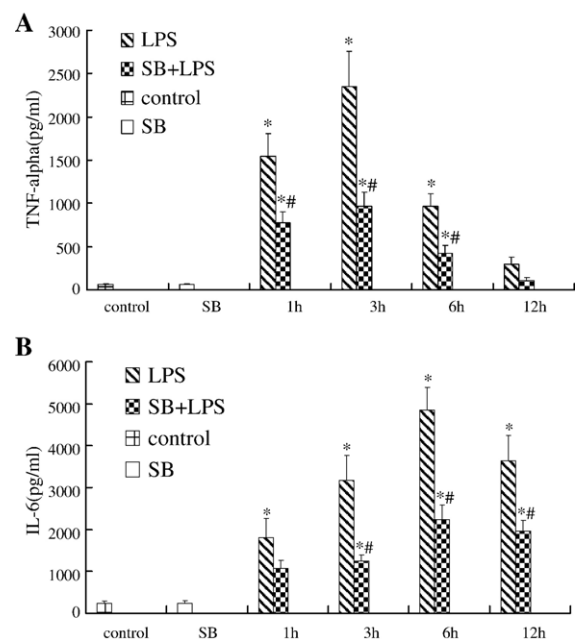 A
TNF-alpha(pg/ml)
3000
2500
2000
1500
1000
500
0
LPS
SB+LPS
control
SB
*
*#
*
*#
*
*#
control SB 1h 3h 6h 12h
B
IL-6(pg/ml)
6000
5000
4000
3000
2000
1000
0
LPS
SB+LPS
control
SB
*
*
*#
*
*#
*
*#
control SB 1h 3h 6h 12h